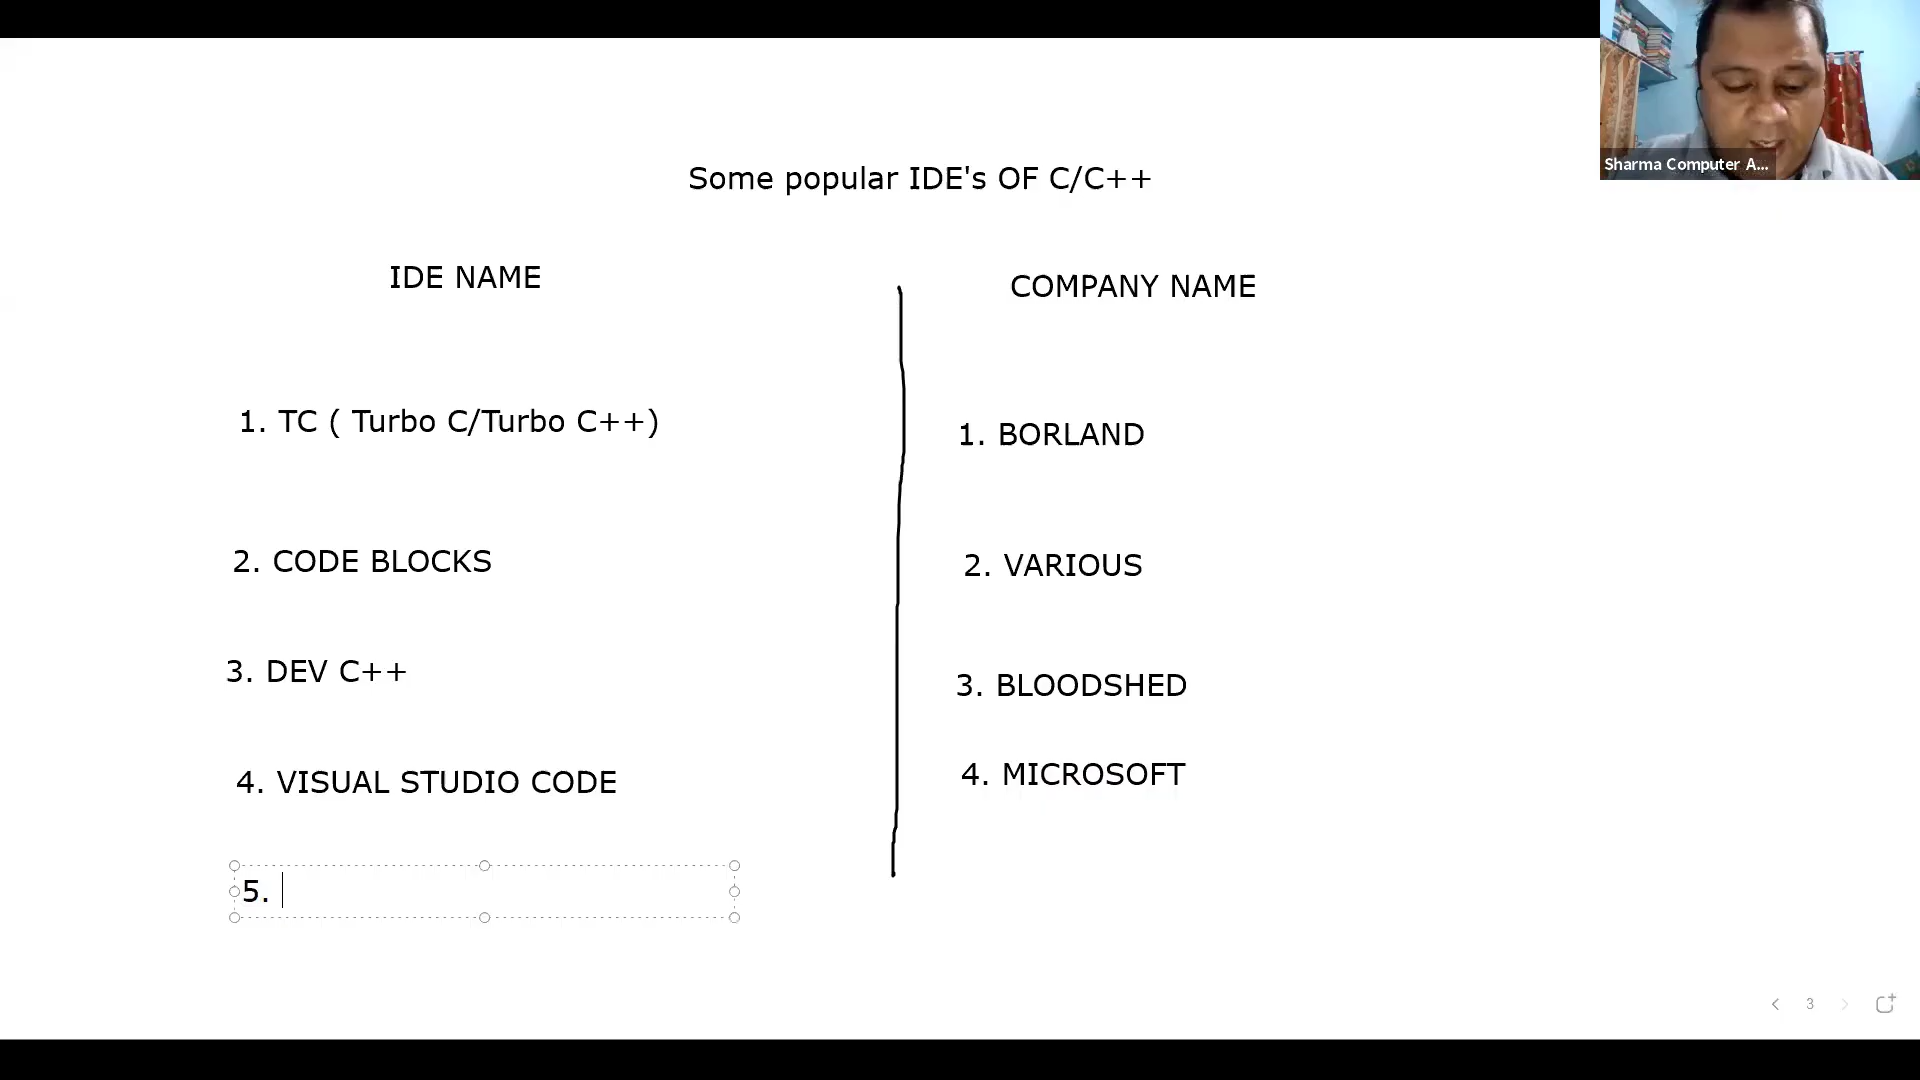 Sharma Computer A...
Some popular IDE's OF C/C++
IDE NAME
COMPANY NAME
1. TC ( Turbo C/Turbo C++)
1. BORLAND
2. CODE BLOCKS
2. VARIOUS
3. DEV C++
3. BLOODSHED
4. VISUAL STUDIO CODE
4. MICROSOFT
5.
3